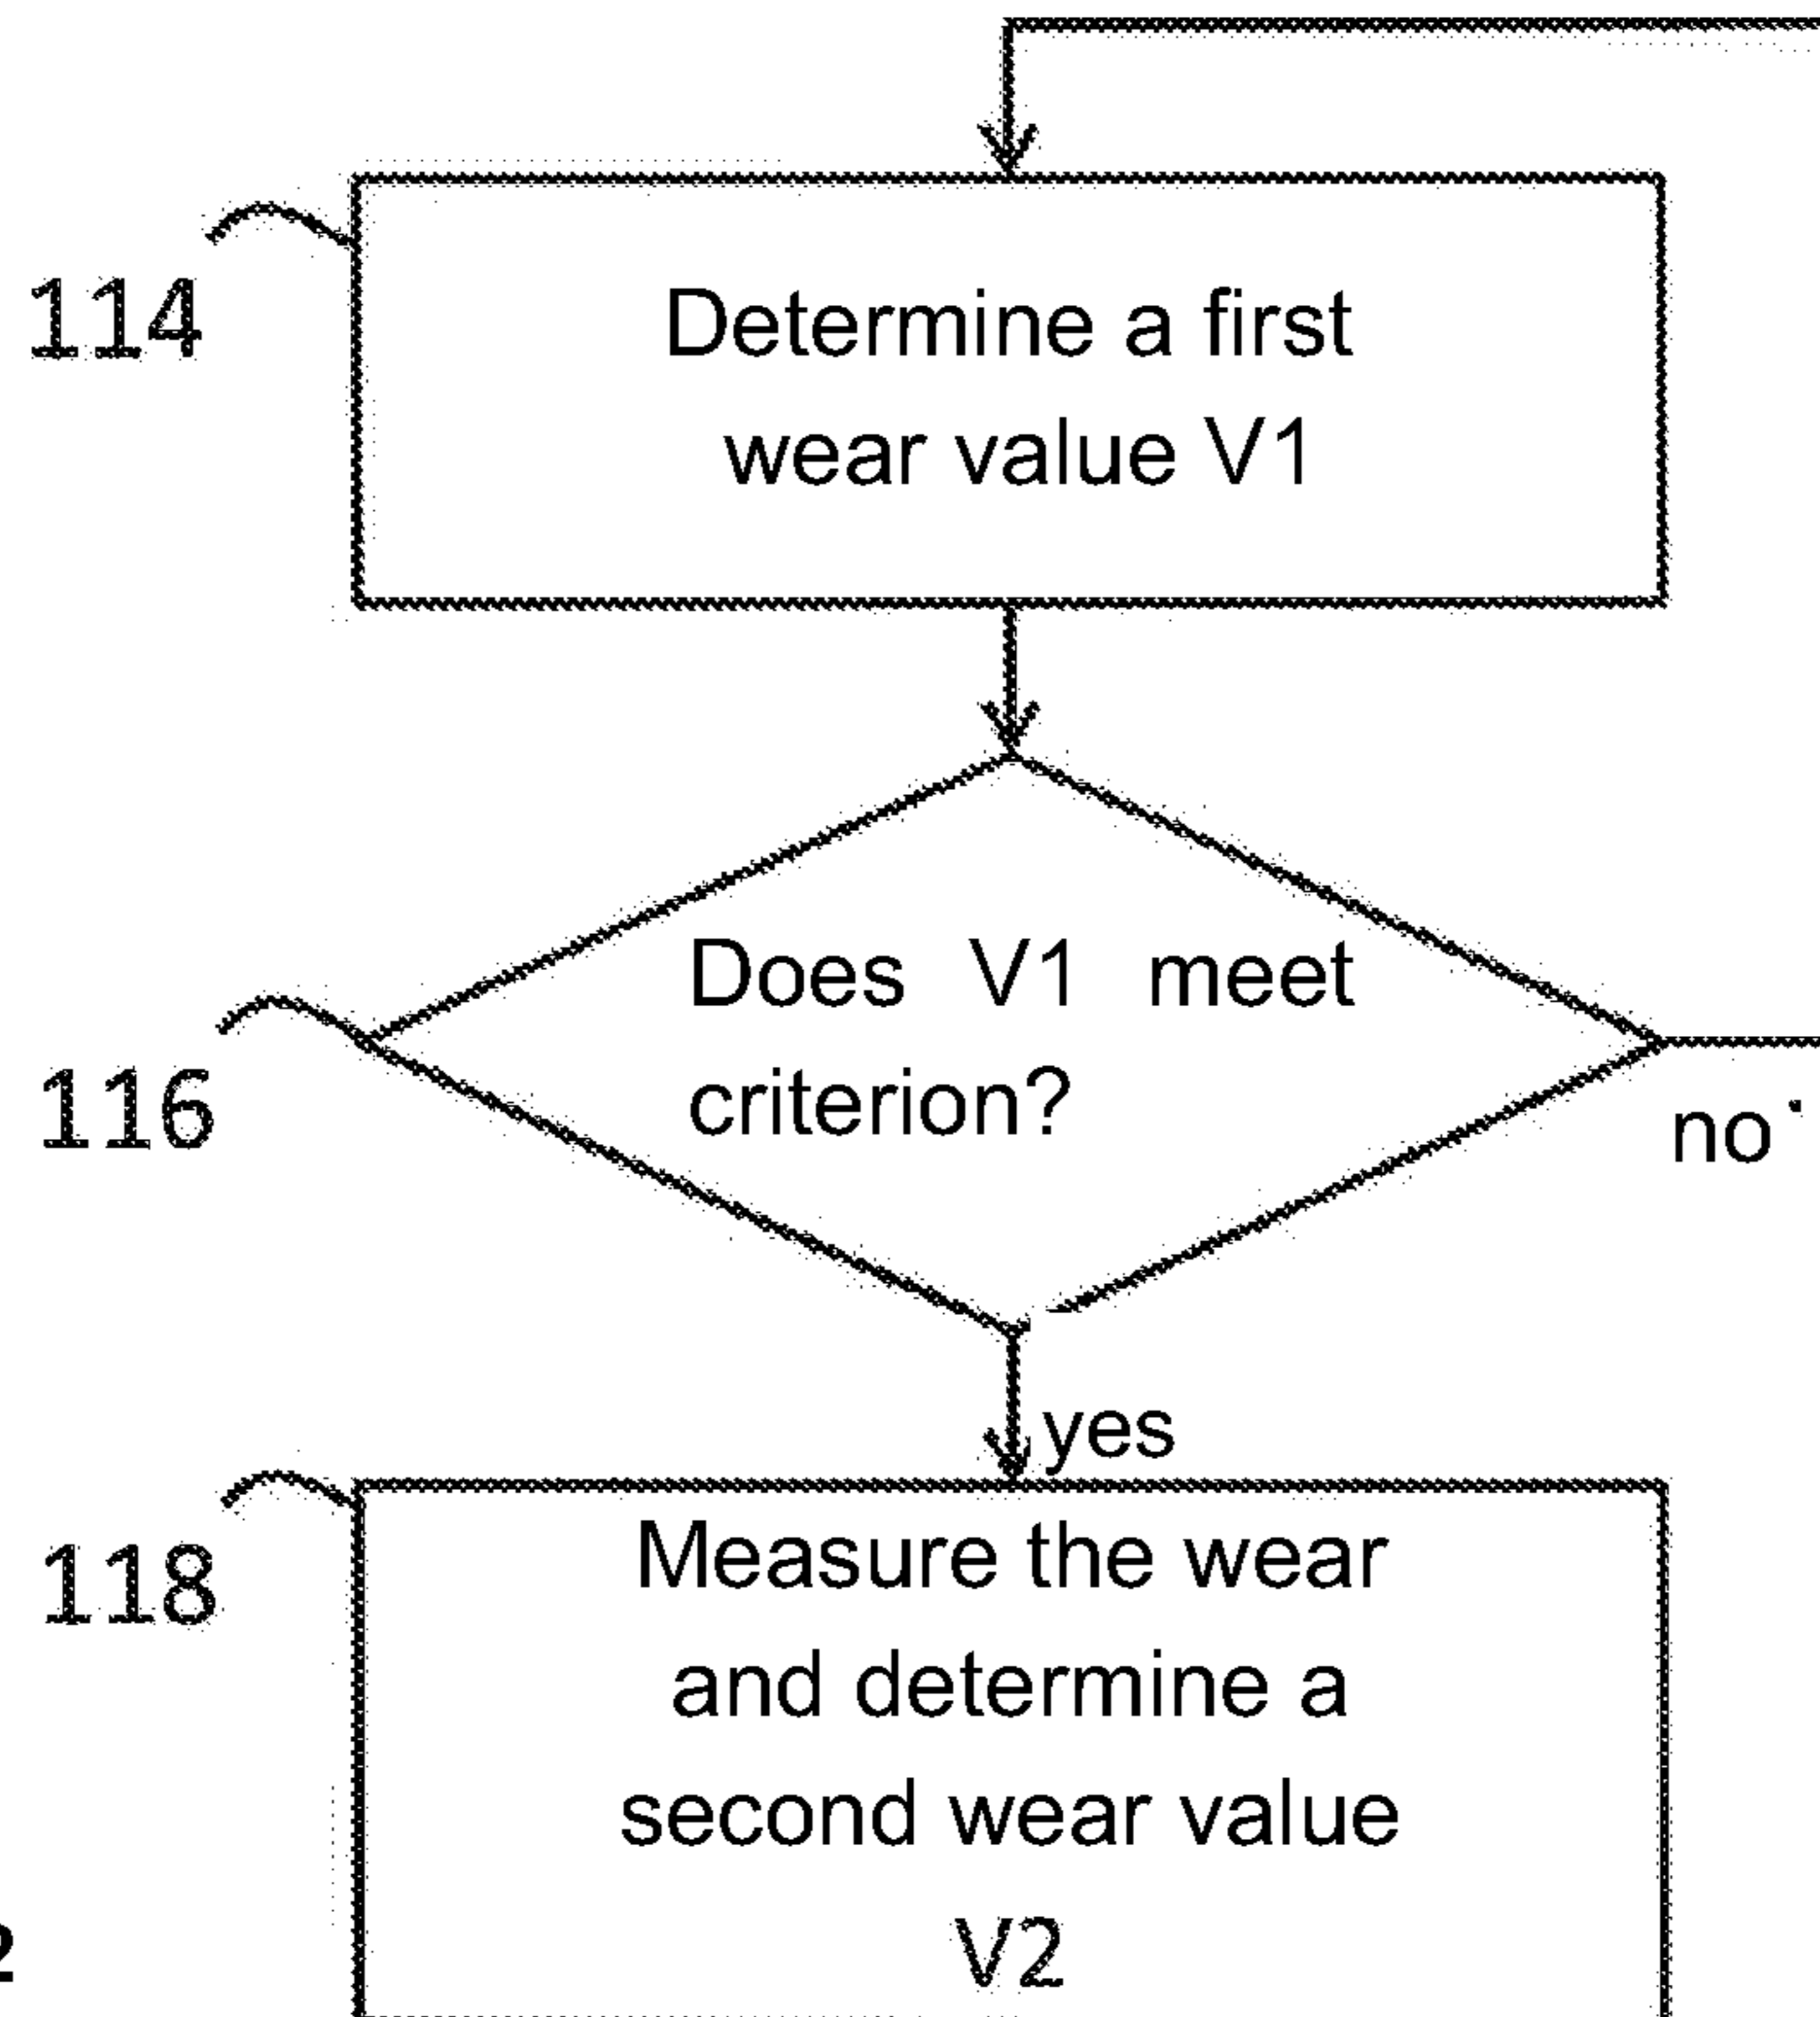 114
Determine a first
wear value V1
Does V1 meet
criterion?
116
no
yes
118
Measure the wear
and determine a
second wear value
V2
2